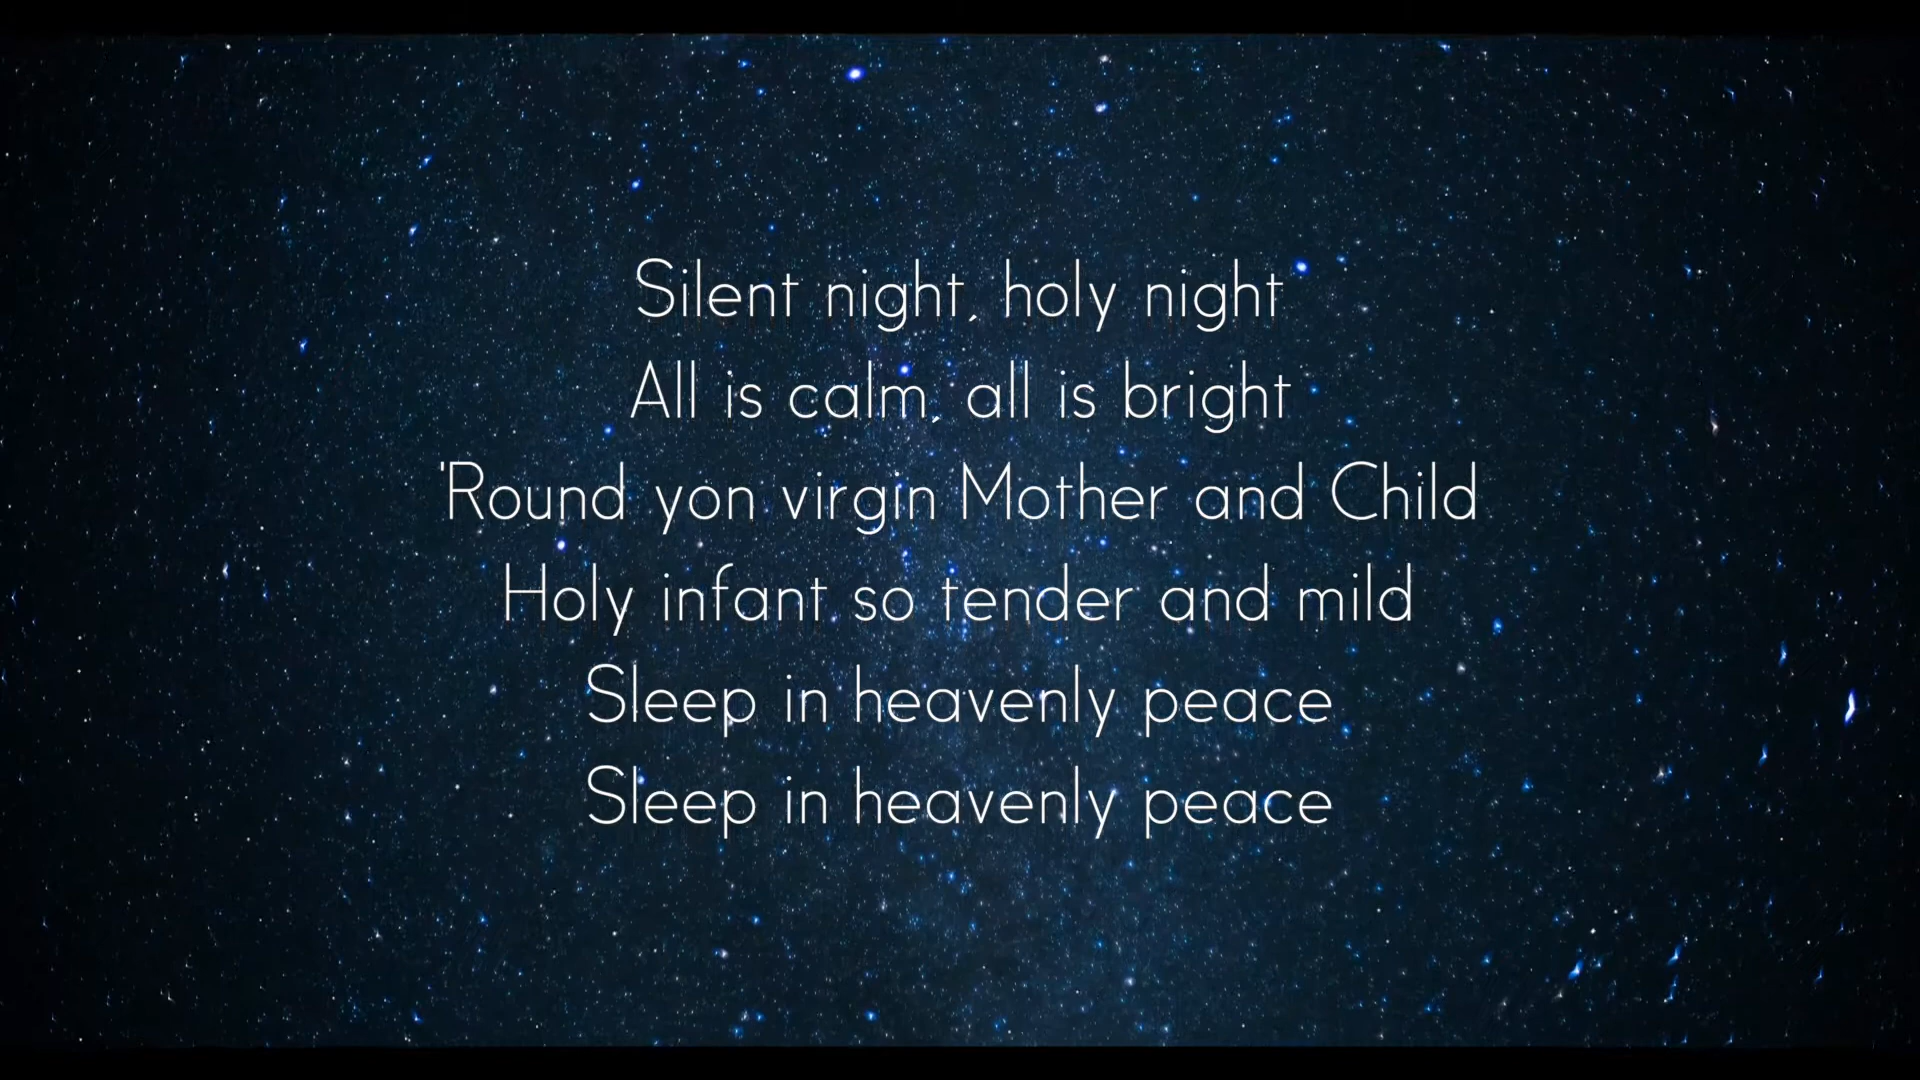 Silent night, holy night
All is calm, all is bright
'Round yon virgin Mother and Child
Holy infant so tender and mild
Sleep in heavenly peace
Sleep in heavenly peace